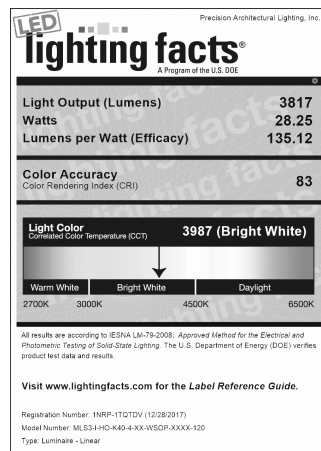 Precision Architectural Lighting, Inc.
LED
lighting facts®
A Program of the U.S. DOE
Light Output (Lumens) 3817
Watts 28.25
Lumens per Watt (Efficacy) 135.12
Color Accuracy
Color Rendering Index (CRI) 83
Light Color
Correlated Color Temperature (CCT) 3987 (Bright White)
Warm White Bright White Daylight
2700K 3000K 4500K 6500K
All results are according to IESNA LM-79-2008: Approved Method for the Electrical and
Photometric Testing of Solid-State Lighting. The U.S. Department of Energy (DOE) verifies
product test data and results.
Visit www.lightingfacts.com for the Label Reference Guide.
Registration Number: 1NRP-1TQTDV (12/28/2017)
Model Number: MLS3-I-HO-K40-4-XX-WSOP-XXXX-120
Type: Luminaire - Linear